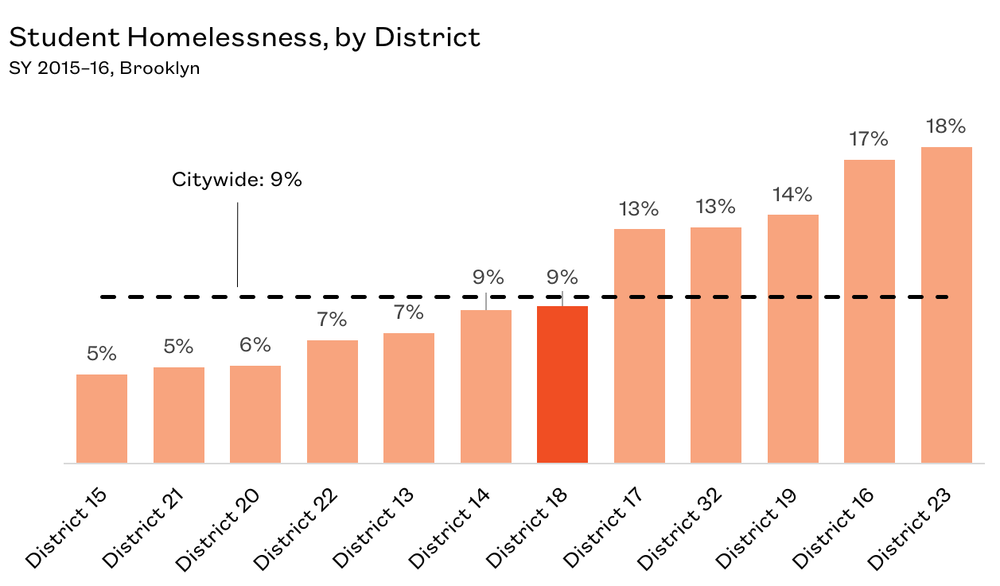 Student Homelessness, by District
SY 2015–16, Brooklyn
Citywide: 9%
5%
5%
6%
7%
7%
9%
9%
13%
13%
14%
17%
18%
District 15
District 21
District 20
District 22
District 13
District 14
District 18
District 17
District 32
District 19
District 16
District 23